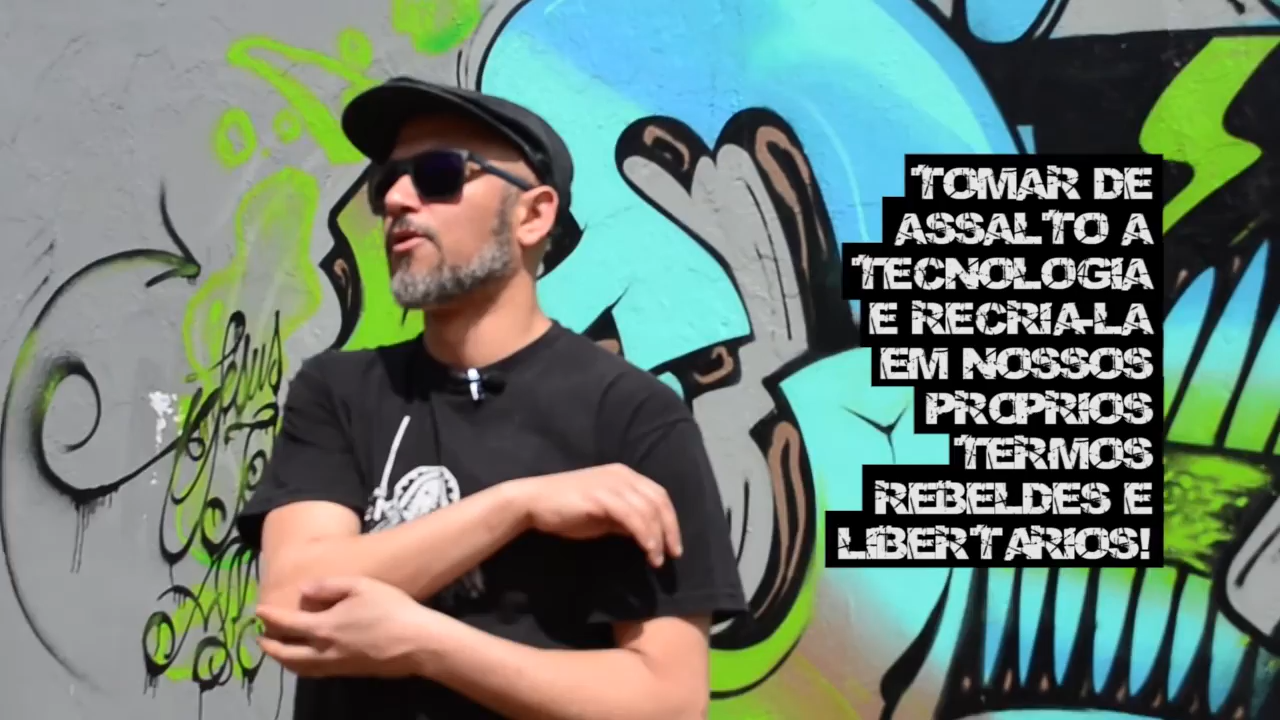 TOMAR DE
ASSALTO A
TECNOLOGIA
E RECRIA-LA
EM NOSSOS
PROPRIOS
TERMOS
REBELDES E
LIBERTARIOS!